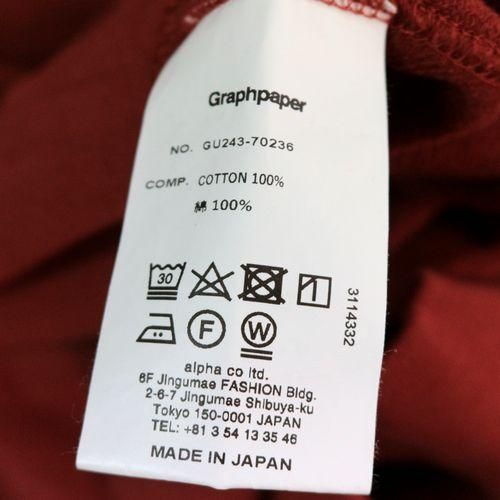 Graphpaper
NO. GU243-70236
COMP. COTTON 100%
綿 100%
30
3114332
F
W
alpha co ltd.
6F Jingumae FASHION Bldg.
2-6-7 Jingumae Shibuya-ku
Tokyo 150-0001 JAPAN
TEL: +81 3 54 13 35 46
MADE IN JAPAN